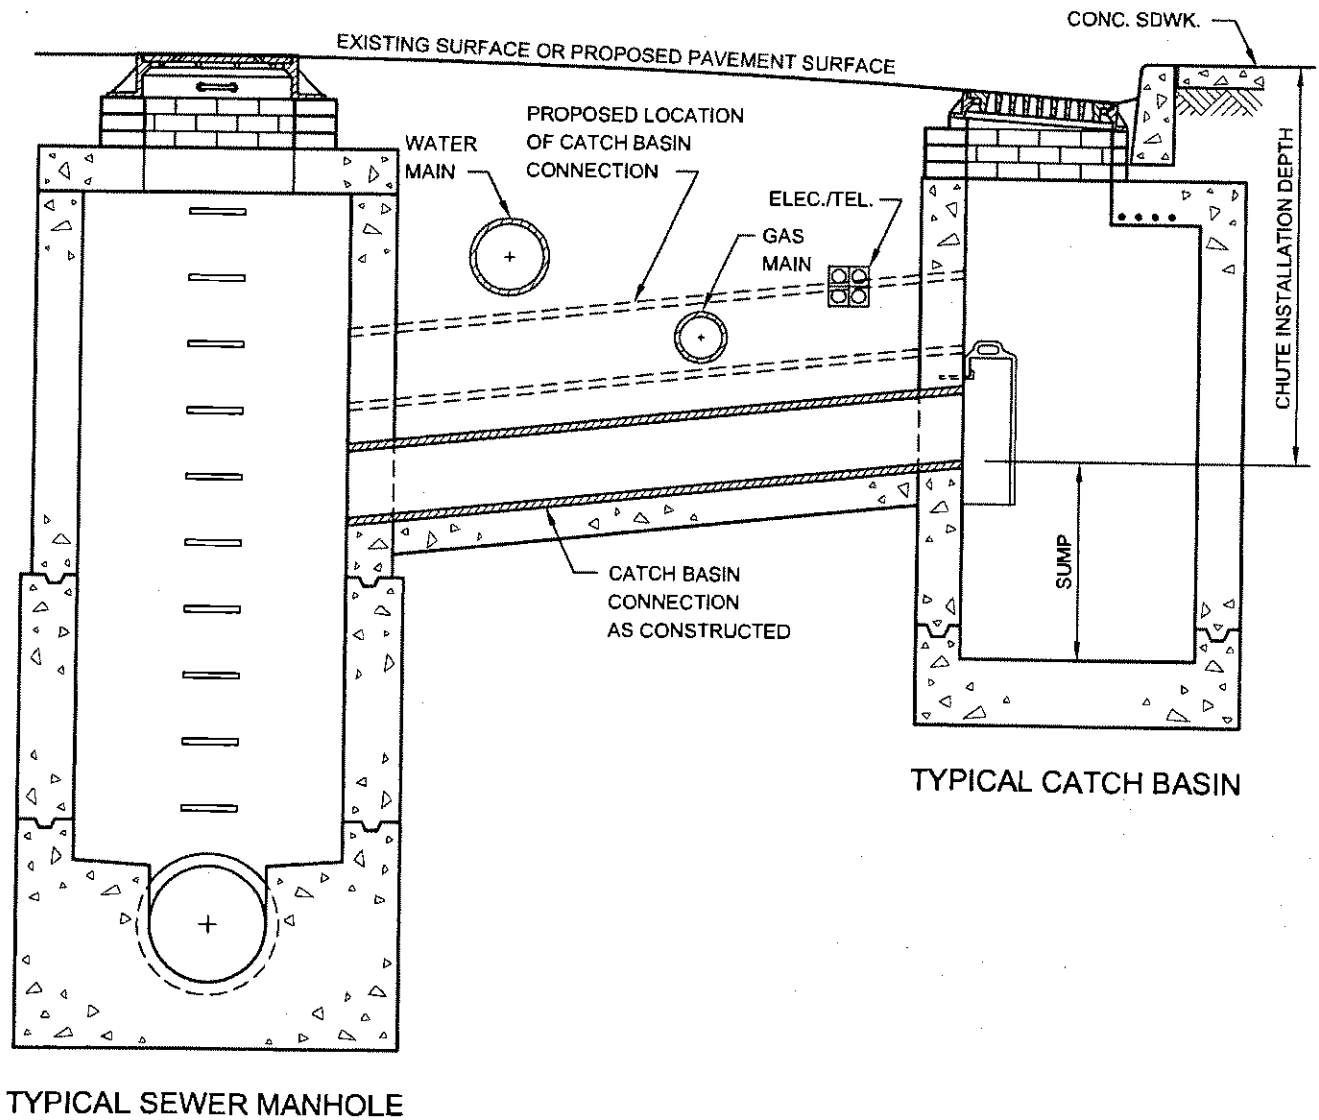 CONC. SDWK.
EXISTING SURFACE OR PROPOSED PAVEMENT SURFACE
PROPOSED LOCATION
OF CATCH BASIN
CONNECTION
WATER
MAIN
ELEC./TEL.
GAS
MAIN
CHUTE INSTALLATION DEPTH
SUMP
CATCH BASIN
CONNECTION
AS CONSTRUCTED
TYPICAL CATCH BASIN
TYPICAL SEWER MANHOLE